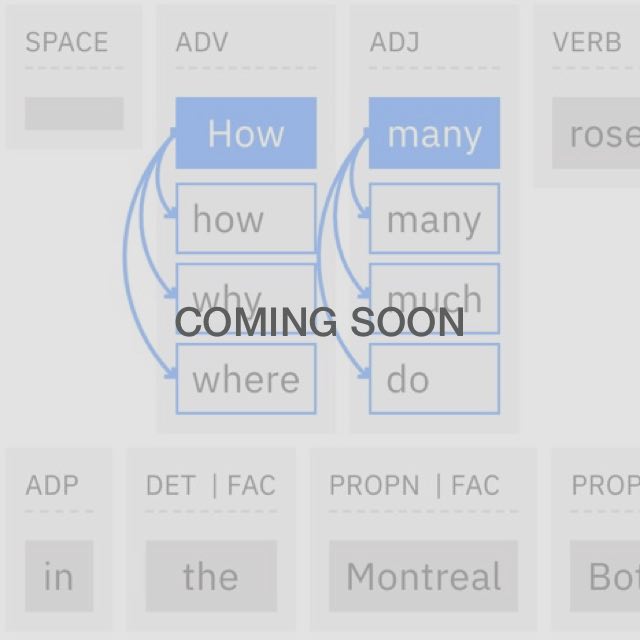 SPACE ADV ADJ VERB
How many rose
how many
why much
COMING SOON
where do
ADP DET | FAC PROPN | FAC PROP
in the Montreal Bot